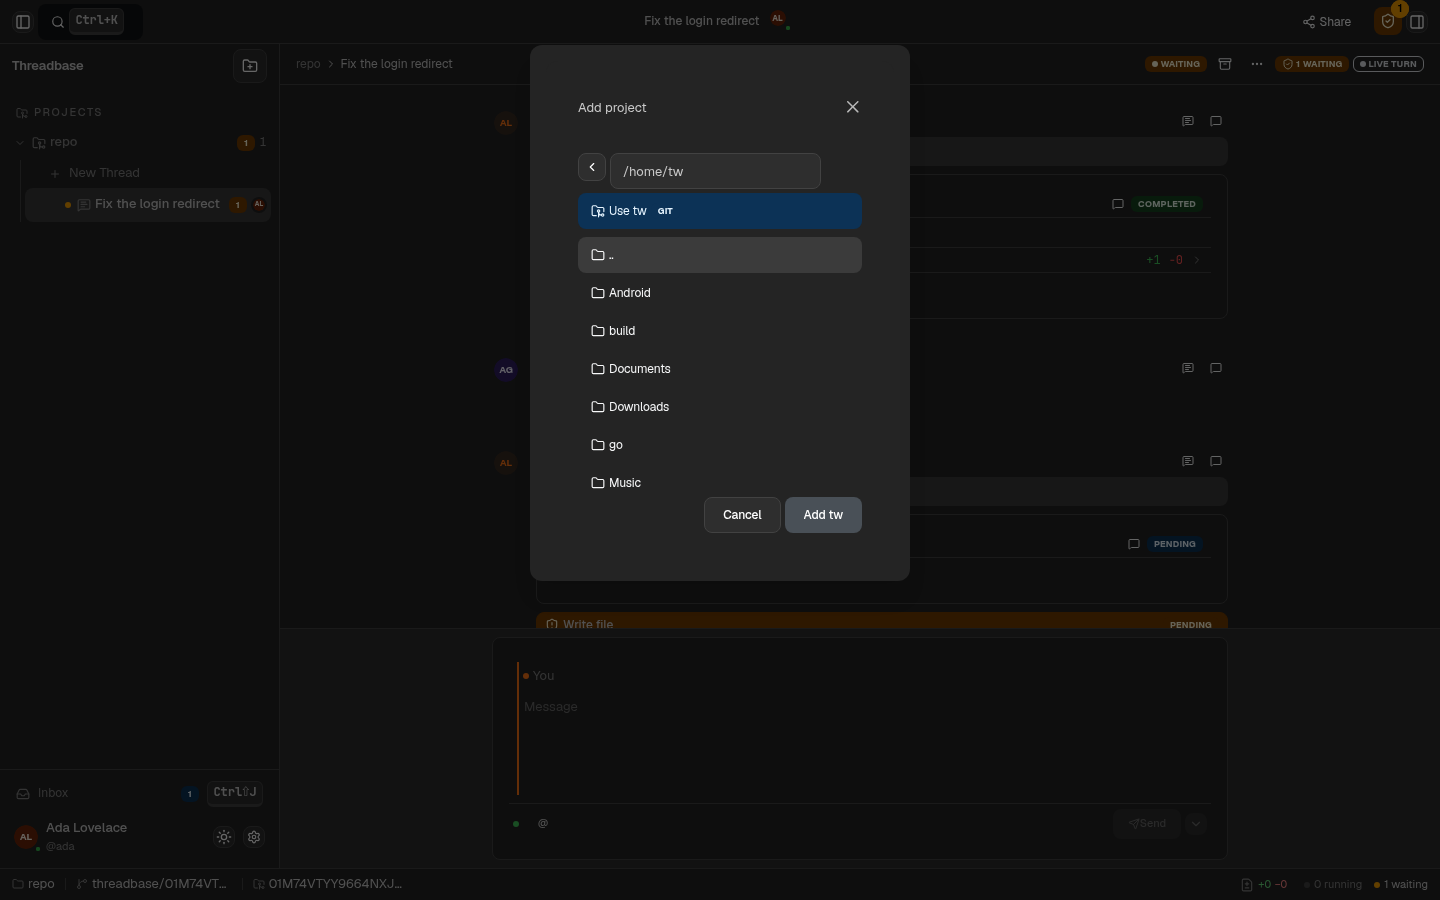 Ctrl+K
Fix the login redirect
AL
Share
1
Threadbase
repo
Fix the login redirect
WAITING
1 WAITING
LIVE TURN
PROJECTS
repo
1
1
New Thread
Fix the login redirect
1
AL
Add project
/home/tw
Use tw
GIT
..
Android
build
Documents
Downloads
go
Music
Cancel
Add tw
AL
COMPLETED
+1 -0
AG
AL
PENDING
Write file
PENDING
You
Message
@
Send
Inbox
1
Ctrl⇧J
AL
Ada Lovelace
@ada
repo
threadbase/01M74VT...
01M74VTYY9664NXJ...
+0 -0
0 running
1 waiting